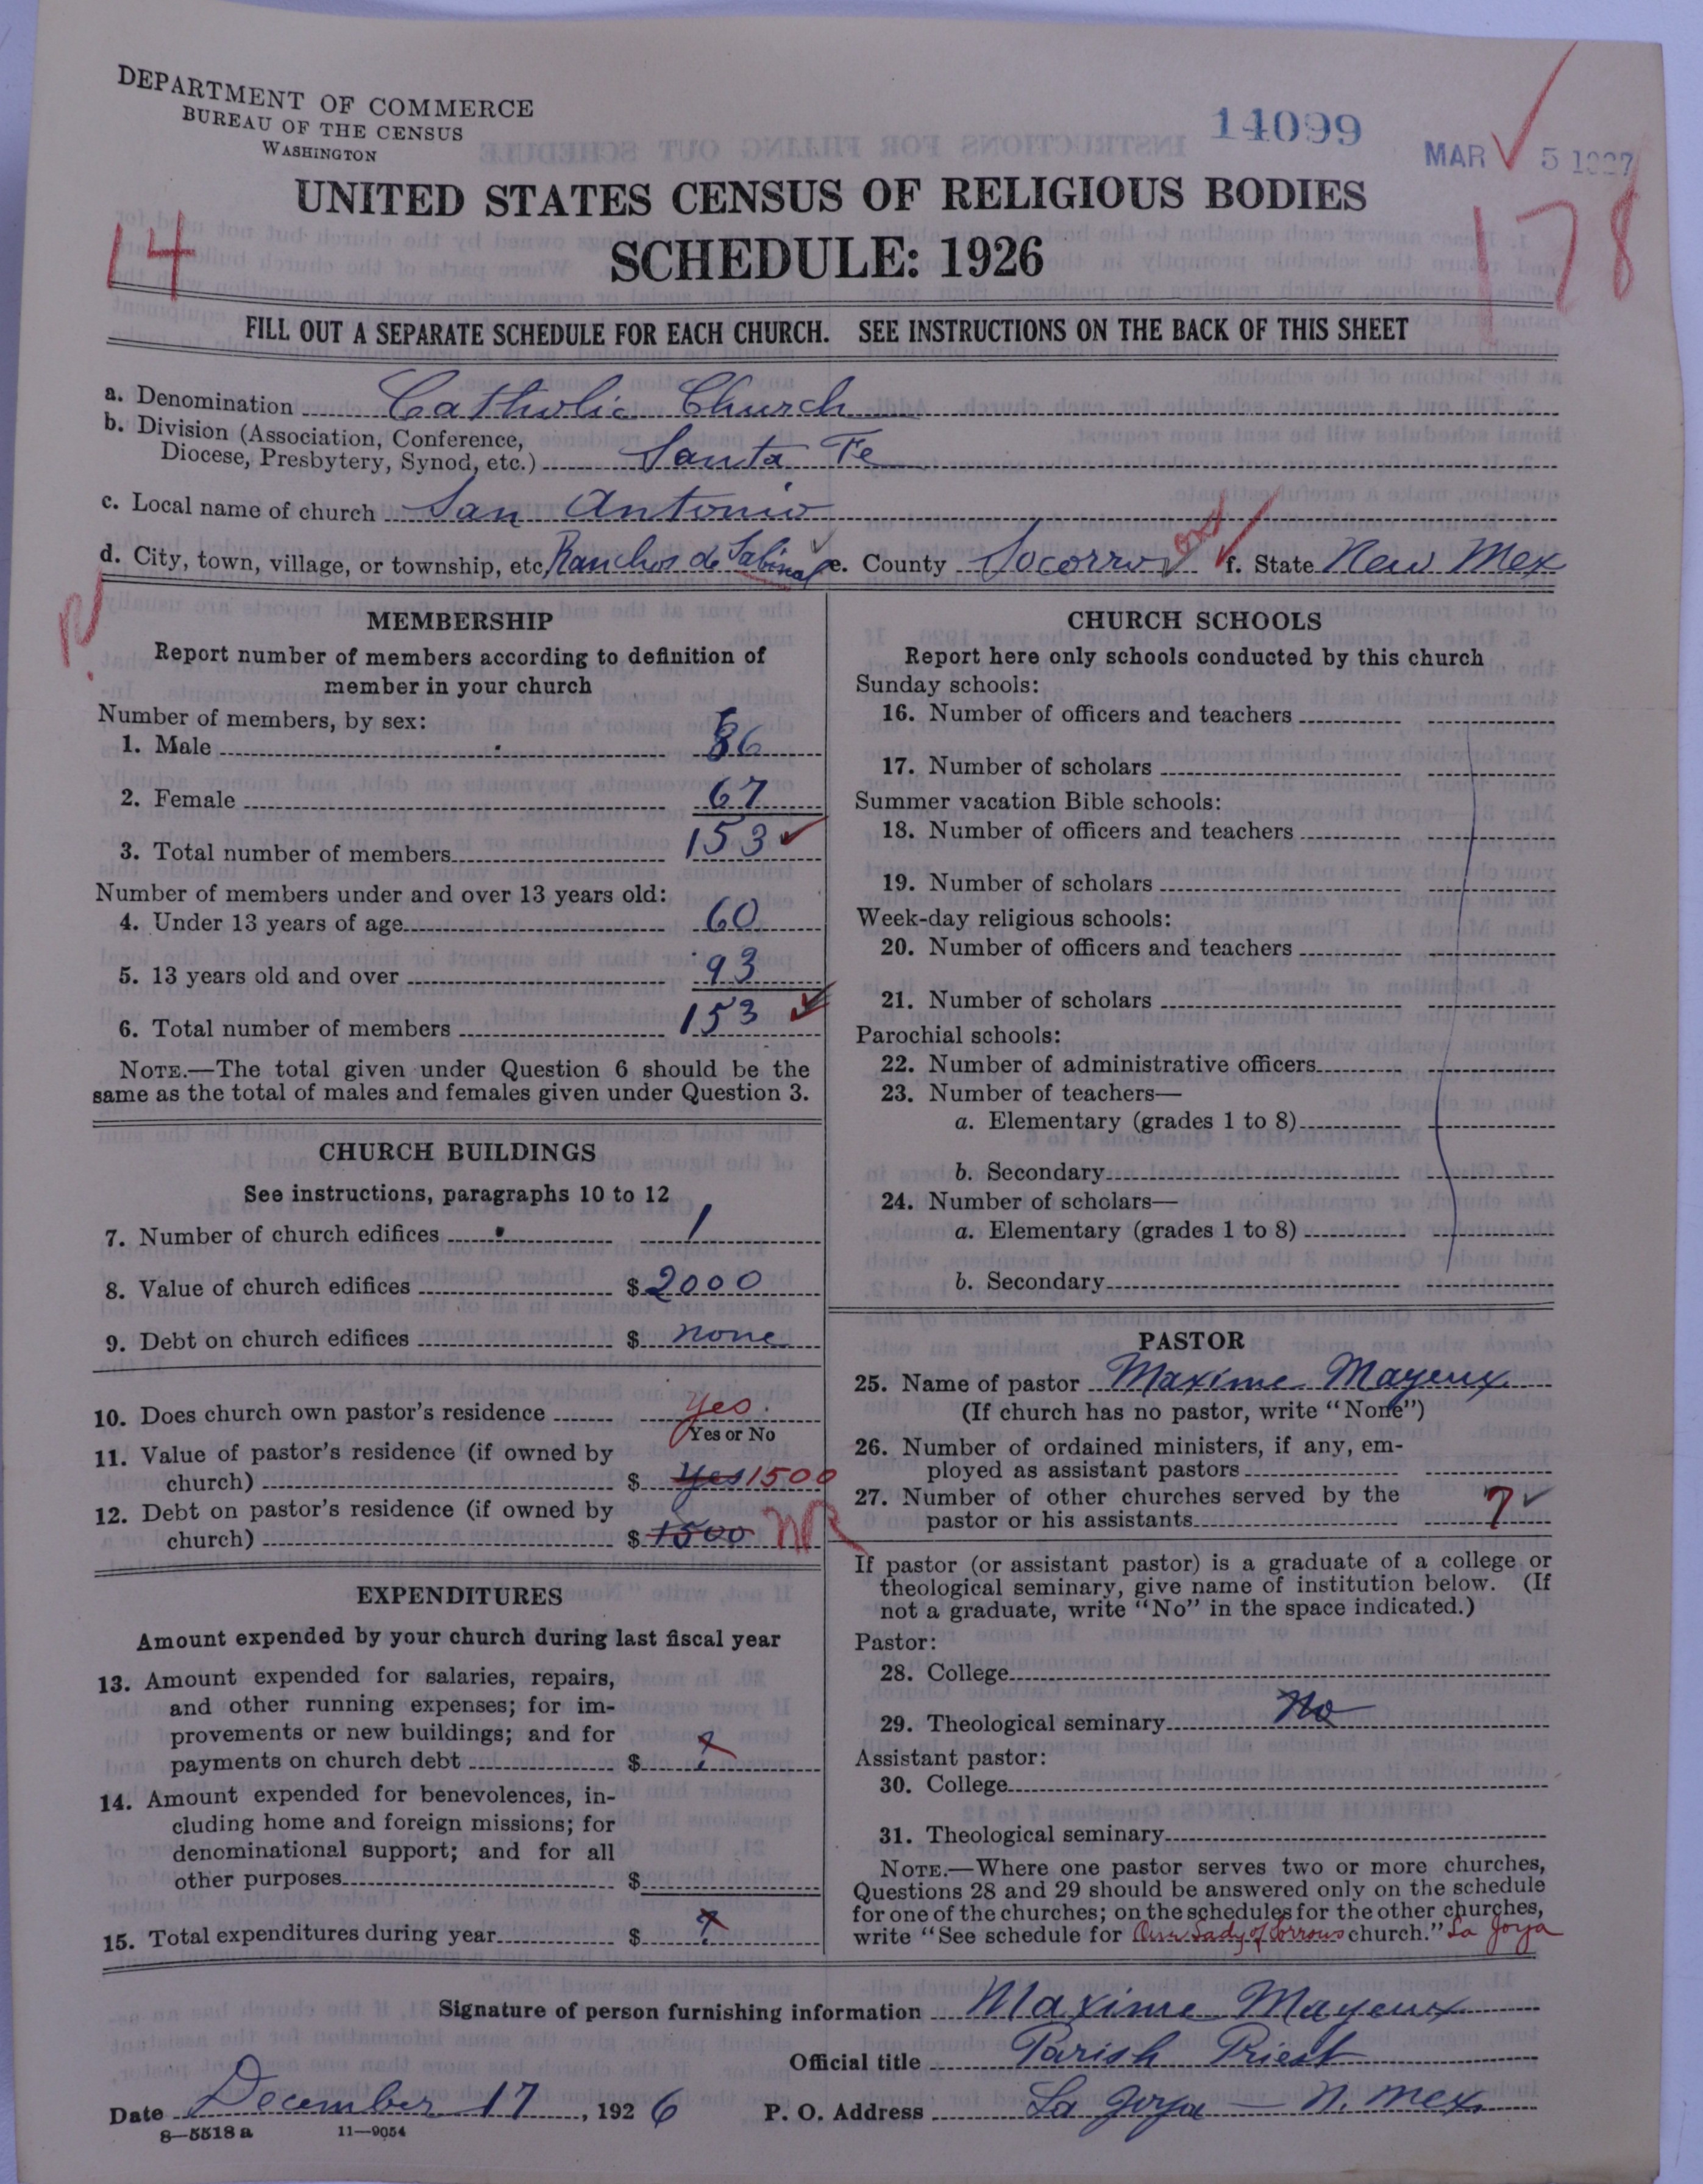 DEPARTMENT OF COMMERCE
BUREAU OF THE CENSUS
WASHINGTON
14099
MAR 5 1927
UNITED STATES CENSUS OF RELIGIOUS BODIES
14
178
SCHEDULE: 1926
FILL OUT A SEPARATE SCHEDULE FOR EACH CHURCH. SEE INSTRUCTIONS ON THE BACK OF THIS SHEET
a. Denomination Catholic Church
b. Division (Association, Conference,
Diocese, Presbytery, Synod, etc.) Santa Fe
c. Local name of church San Antonio
d. City, town, village, or township, etc. Ranchos de Sabinal e. County Socorro f. State New Mex
MEMBERSHIP
Report number of members according to definition of
member in your church
Number of members, by sex:
1. Male 86
2. Female 67
3. Total number of members 153
Number of members under and over 13 years old:
4. Under 13 years of age 60
5. 13 years old and over 93
6. Total number of members 153
NOTE.—The total given under Question 6 should be the
same as the total of males and females given under Question 3.
CHURCH BUILDINGS
See instructions, paragraphs 10 to 12
7. Number of church edifices 1
8. Value of church edifices $ 2000
9. Debt on church edifices $ none
10. Does church own pastor's residence Yes
Yes or No
11. Value of pastor's residence (if owned by
church) $ yes 1500
12. Debt on pastor's residence (if owned by
church) $ 1500 NR
EXPENDITURES
Amount expended by your church during last fiscal year
13. Amount expended for salaries, repairs,
and other running expenses; for im-
provements or new buildings; and for
payments on church debt $ ?
14. Amount expended for benevolences, in-
cluding home and foreign missions; for
denominational support; and for all
other purposes $
15. Total expenditures during year $ ?
CHURCH SCHOOLS
Report here only schools conducted by this church
Sunday schools:
16. Number of officers and teachers
17. Number of scholars
Summer vacation Bible schools:
18. Number of officers and teachers
19. Number of scholars
Week-day religious schools:
20. Number of officers and teachers
21. Number of scholars
Parochial schools:
22. Number of administrative officers
23. Number of teachers—
a. Elementary (grades 1 to 8)
b. Secondary
24. Number of scholars—
a. Elementary (grades 1 to 8)
b. Secondary
PASTOR
25. Name of pastor Maxime Mayeux
(If church has no pastor, write "None")
26. Number of ordained ministers, if any, em-
ployed as assistant pastors
27. Number of other churches served by the
pastor or his assistants 7
If pastor (or assistant pastor) is a graduate of a college or
theological seminary, give name of institution below. (If
not a graduate, write "No" in the space indicated.)
Pastor:
28. College
29. Theological seminary No
Assistant pastor:
30. College
31. Theological seminary
NOTE.—Where one pastor serves two or more churches,
Questions 28 and 29 should be answered only on the schedule
for one of the churches; on the schedules for the other churches,
write "See schedule for Our Lady of Sorrows church." La Joya
Signature of person furnishing information Maxime Mayeux
Official title Parish Priest
Date December 17, 1926 P. O. Address La Joya — N. Mex.
8—5518a 11—9054